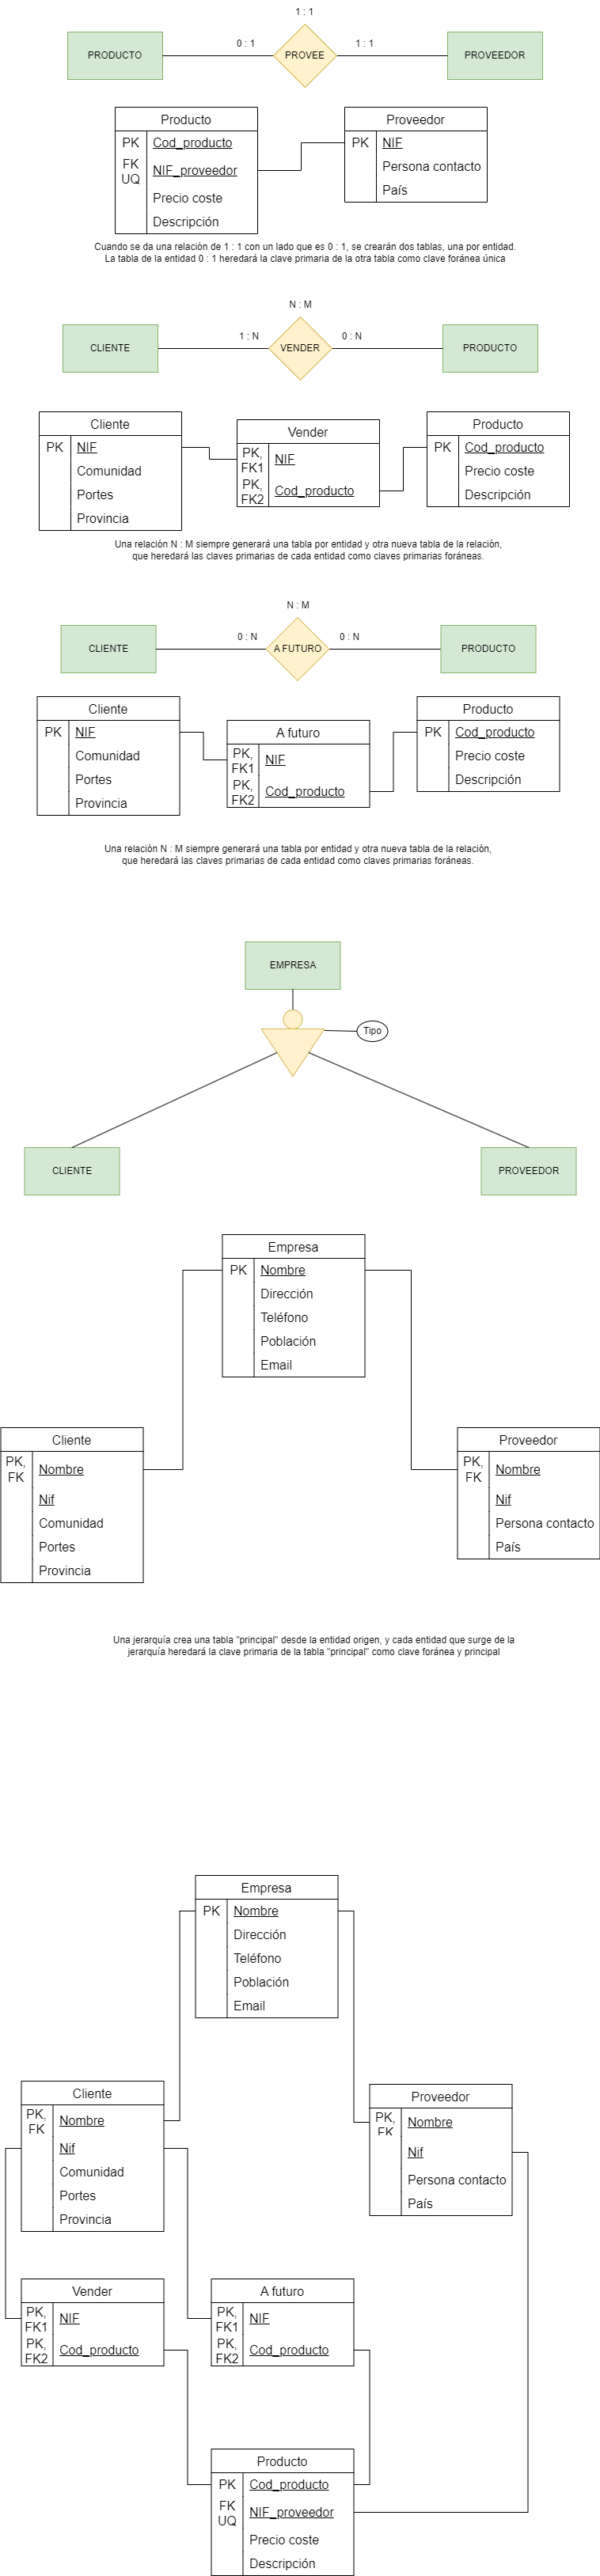 1 : 1
PRODUCTO 0 : 1 PROVEE 1 : 1 PROVEEDOR
Producto
PK Cod_producto
FK UQ NIF_proveedor
Precio coste
Descripción
Proveedor
PK NIF
Persona contacto
País
Cuando se da una relación de 1 : 1 con un lado que es 0 : 1, se crearán dos tablas, una por entidad.
La tabla de la entidad 0 : 1 heredará la clave primaria de la otra tabla como clave foránea única
N : M
CLIENTE 1 : N VENDER 0 : N PRODUCTO
Cliente
PK NIF
Comunidad
Portes
Provincia
Vender
PK, FK1 NIF
PK, FK2 Cod_producto
Producto
PK Cod_producto
Precio coste
Descripción
Una relación N : M siempre generará una tabla por entidad y otra nueva tabla de la relación,
que heredará las claves primarias de cada entidad como claves primarias foráneas.
N : M
CLIENTE 0 : N A FUTURO 0 : N PRODUCTO
Cliente
PK NIF
Comunidad
Portes
Provincia
A futuro
PK, FK1 NIF
PK, FK2 Cod_producto
Producto
PK Cod_producto
Precio coste
Descripción
Una relación N : M siempre generará una tabla por entidad y otra nueva tabla de la relación,
que heredará las claves primarias de cada entidad como claves primarias foráneas.
EMPRESA
Tipo
CLIENTE PROVEEDOR
Empresa
PK Nombre
Dirección
Teléfono
Población
Email
Cliente
PK, FK Nombre
Nif
Comunidad
Portes
Provincia
Proveedor
PK, FK Nombre
Nif
Persona contacto
País
Una jerarquía crea una tabla "principal" desde la entidad origen, y cada entidad que surge de la
jerarquía heredará la clave primaria de la tabla "principal" como clave foránea y principal
Empresa
PK Nombre
Dirección
Teléfono
Población
Email
Cliente
PK, FK Nombre
Nif
Comunidad
Portes
Provincia
Proveedor
PK, FK Nombre
Nif
Persona contacto
País
Vender
PK, FK1 NIF
PK, FK2 Cod_producto
A futuro
PK, FK1 NIF
PK, FK2 Cod_producto
Producto
PK Cod_producto
FK UQ NIF_proveedor
Precio coste
Descripción